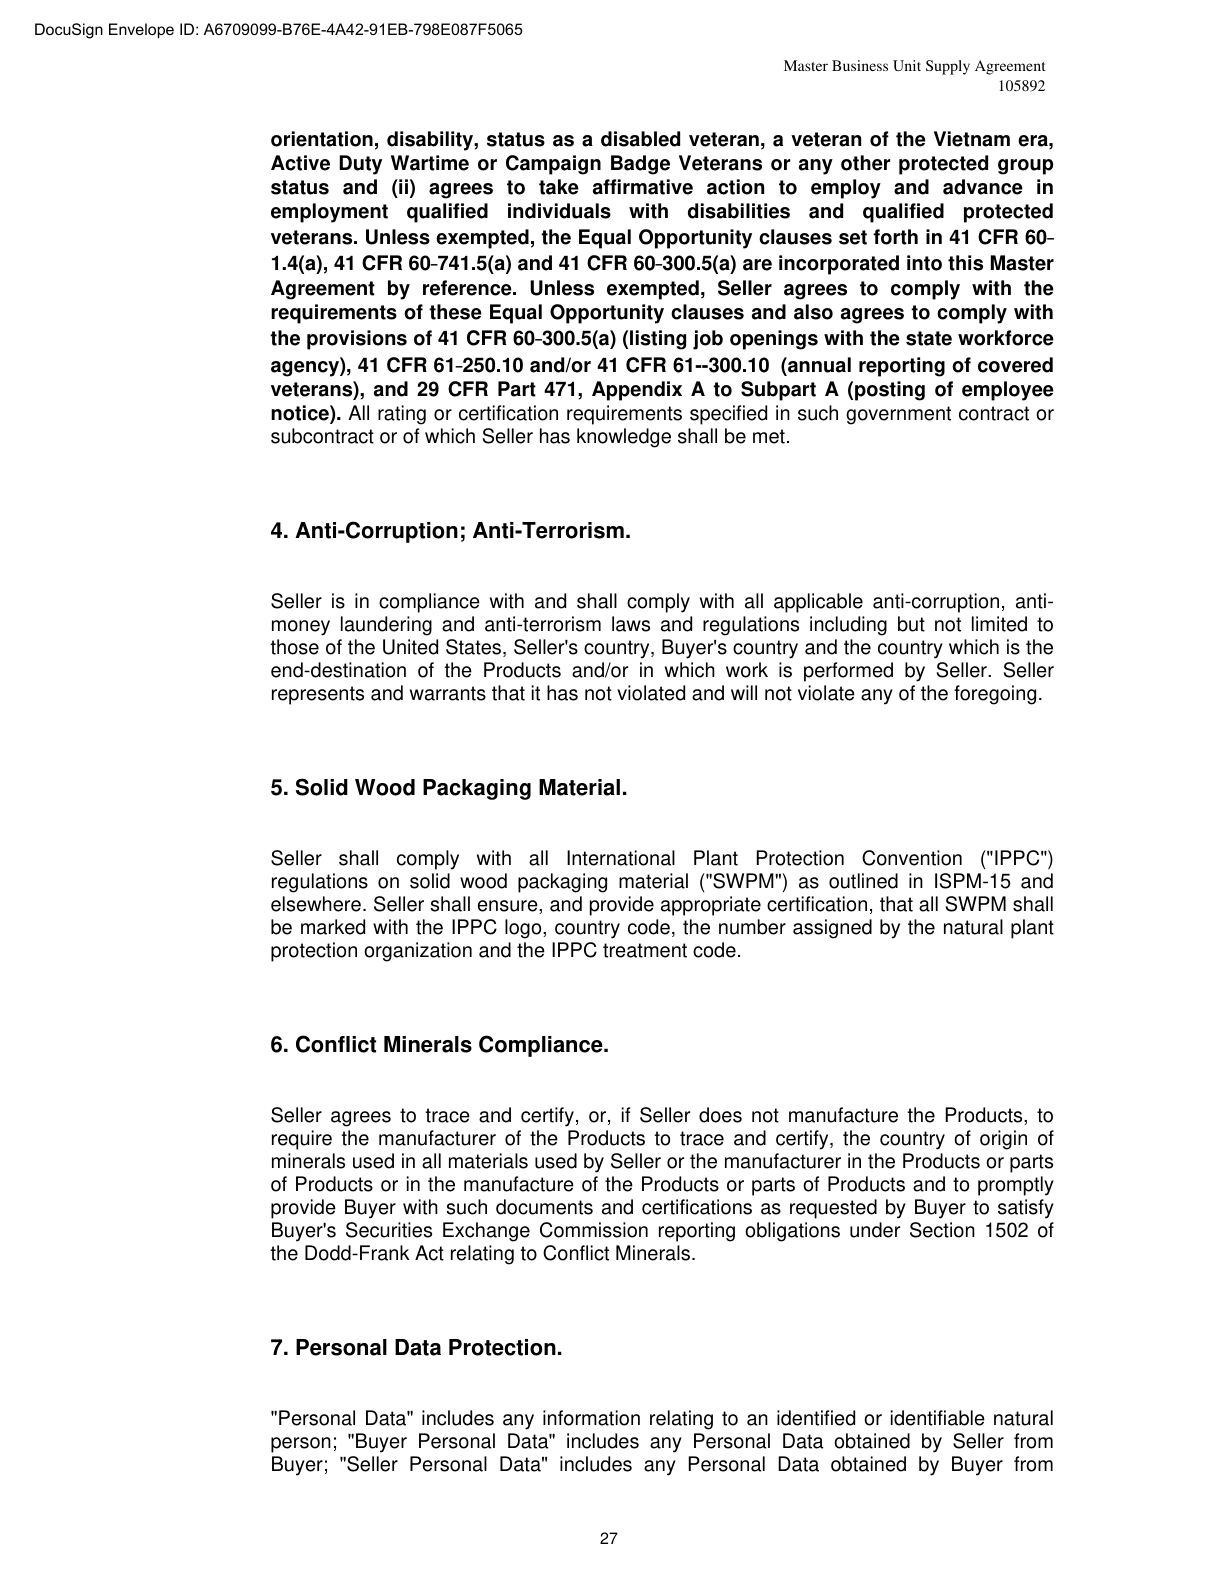 DocuSign Envelope ID: A6709099-B76E-4A42-91EB-798E087F5065
Master Business Unit Supply Agreement
105892
orientation, disability, status as a disabled veteran, a veteran of the Vietnam era,
Active Duty Wartime or Campaign Badge Veterans or any other protected group
status and (ii) agrees to take affirmative action to employ and advance in
employment qualified individuals with disabilities and qualified protected
veterans. Unless exempted, the Equal Opportunity clauses set forth in 41 CFR 60-
1.4(a), 41 CFR 60-741.5(a) and 41 CFR 60-300.5(a) are incorporated into this Master
Agreement by reference. Unless exempted, Seller agrees to comply with the
requirements of these Equal Opportunity clauses and also agrees to comply with
the provisions of 41 CFR 60-300.5(a) (listing job openings with the state workforce
agency), 41 CFR 61-250.10 and/or 41 CFR 61--300.10 (annual reporting of covered
veterans), and 29 CFR Part 471, Appendix A to Subpart A (posting of employee
notice). All rating or certification requirements specified in such government contract or
subcontract or of which Seller has knowledge shall be met.
4. Anti-Corruption; Anti-Terrorism.
Seller is in compliance with and shall comply with all applicable anti-corruption, anti-
money laundering and anti-terrorism laws and regulations including but not limited to
those of the United States, Seller's country, Buyer's country and the country which is the
end-destination of the Products and/or in which work is performed by Seller. Seller
represents and warrants that it has not violated and will not violate any of the foregoing.
5. Solid Wood Packaging Material.
Seller shall comply with all International Plant Protection Convention ("IPPC")
regulations on solid wood packaging material ("SWPM") as outlined in ISPM-15 and
elsewhere. Seller shall ensure, and provide appropriate certification, that all SWPM shall
be marked with the IPPC logo, country code, the number assigned by the natural plant
protection organization and the IPPC treatment code.
6. Conflict Minerals Compliance.
Seller agrees to trace and certify, or, if Seller does not manufacture the Products, to
require the manufacturer of the Products to trace and certify, the country of origin of
minerals used in all materials used by Seller or the manufacturer in the Products or parts
of Products or in the manufacture of the Products or parts of Products and to promptly
provide Buyer with such documents and certifications as requested by Buyer to satisfy
Buyer's Securities Exchange Commission reporting obligations under Section 1502 of
the Dodd-Frank Act relating to Conflict Minerals.
7. Personal Data Protection.
"Personal Data" includes any information relating to an identified or identifiable natural
person; "Buyer Personal Data" includes any Personal Data obtained by Seller from
Buyer; "Seller Personal Data" includes any Personal Data obtained by Buyer from
27